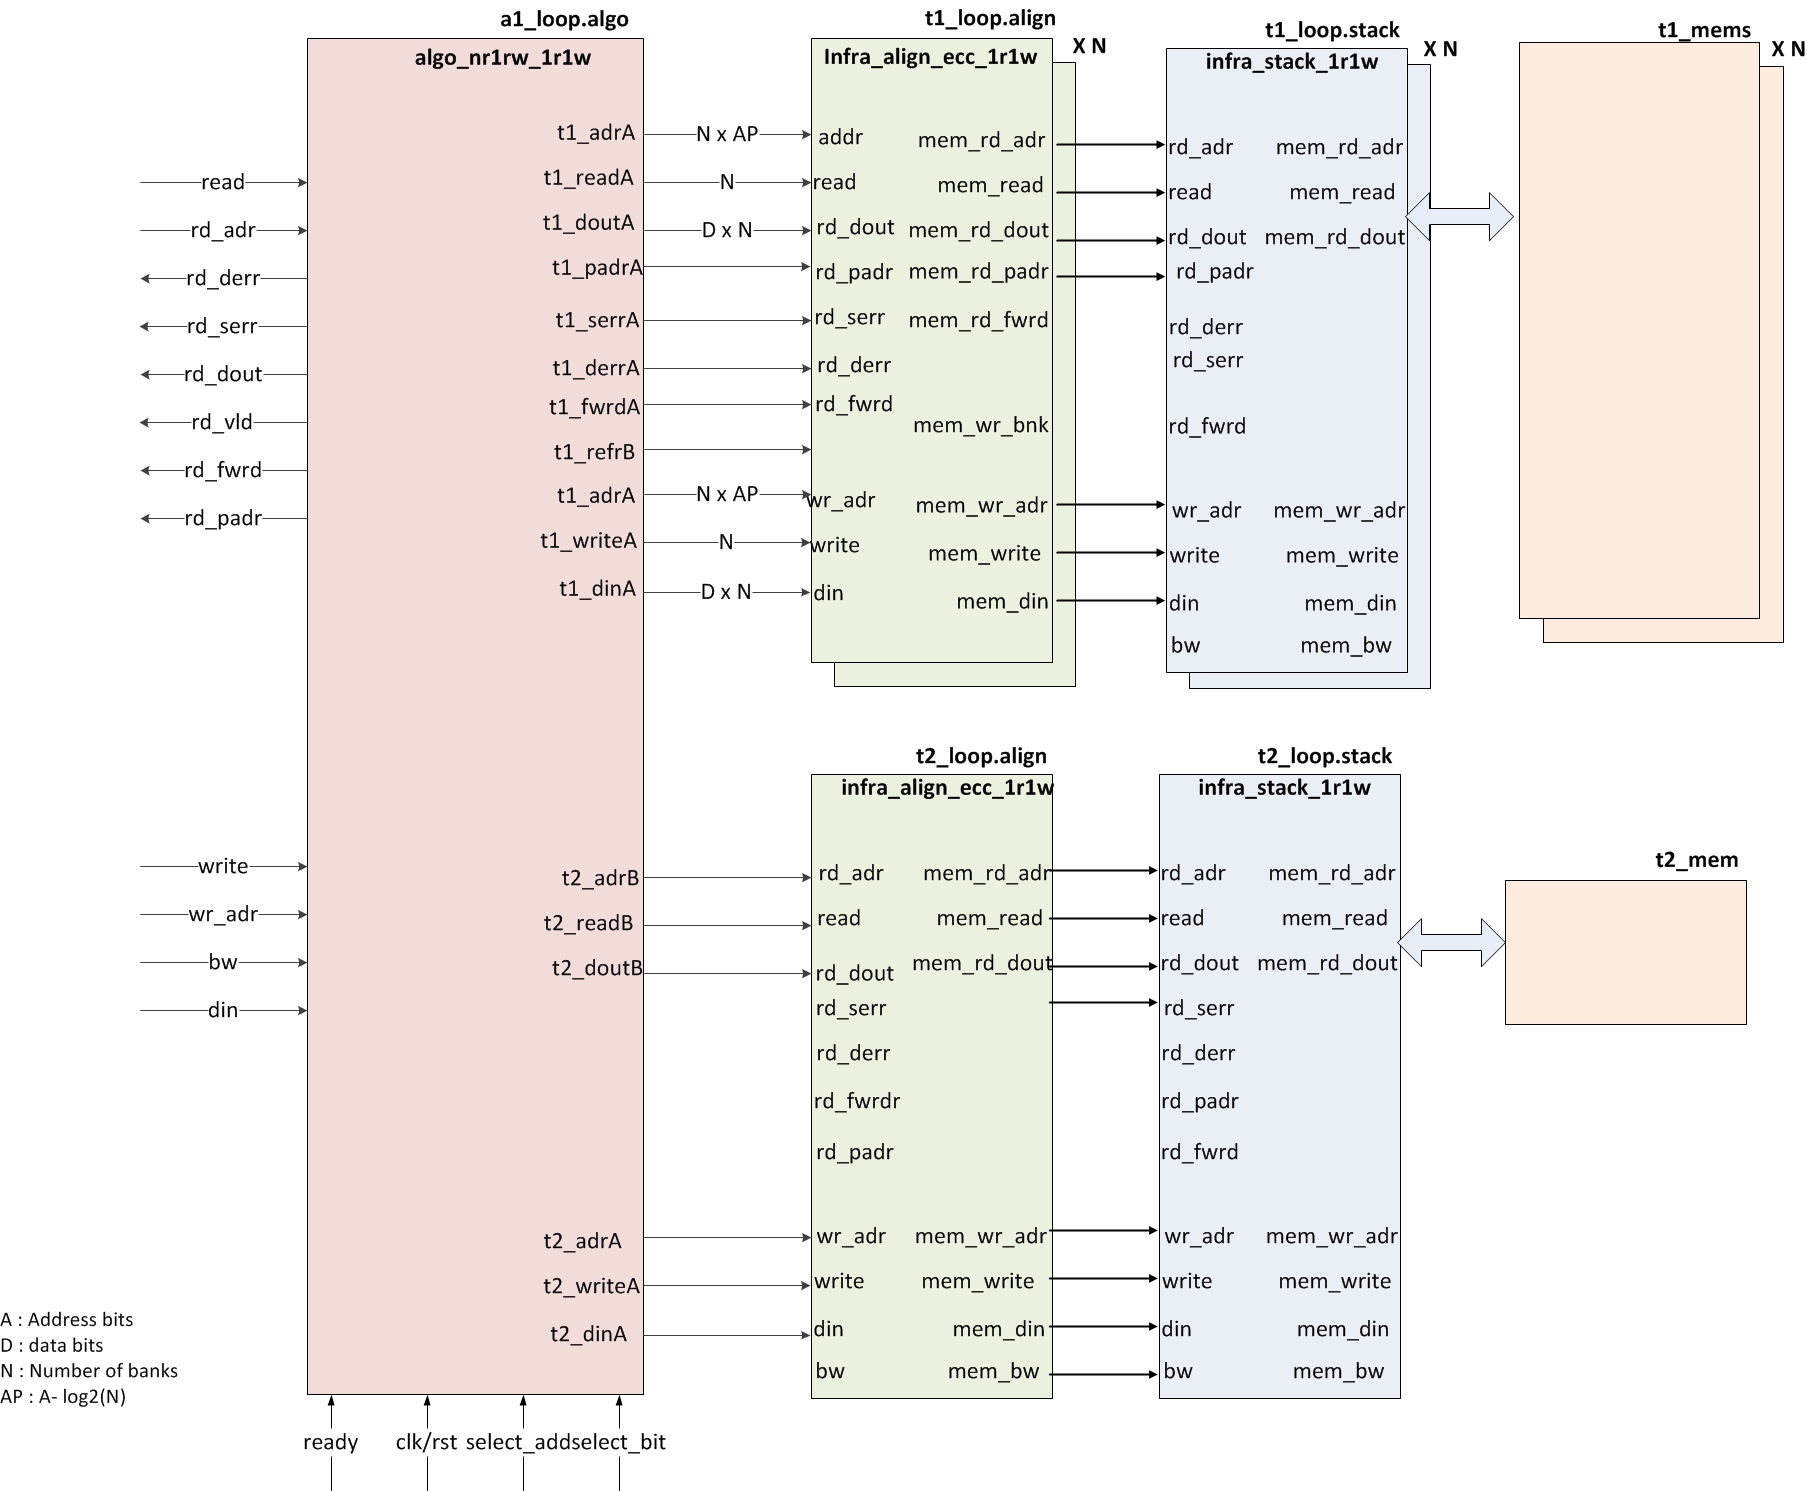 a1_loop.algo
algo_nr1rw_1r1w
read
rd_adr
rd_derr
rd_serr
rd_dout
rd_vld
rd_fwrd
rd_padr
write
wr_adr
bw
din
t1_adrA
t1_readA
t1_doutA
t1_padrA
t1_serrA
t1_derrA
t1_fwrdA
t1_refrB
t1_adrA
t1_writeA
t1_dinA
t2_adrB
t2_readB
t2_doutB
t2_adrA
t2_writeA
t2_dinA
N x AP
N
D x N
N x AP
N
D x N
t1_loop.align
X N
Infra_align_ecc_1r1w
addr
read
rd_dout
rd_padr
rd_serr
rd_derr
rd_fwrd
wr_adr
write
din
mem_rd_adr
mem_read
mem_rd_dout
mem_rd_padr
mem_rd_fwrd
mem_wr_bnk
mem_wr_adr
mem_write
mem_din
t1_loop.stack
X N
infra_stack_1r1w
rd_adr
read
rd_dout
rd_padr
rd_derr
rd_serr
rd_fwrd
wr_adr
write
din
bw
mem_rd_adr
mem_read
mem_rd_dout
mem_wr_adr
mem_write
mem_din
mem_bw
t1_mems
X N
t2_loop.align
infra_align_ecc_1r1w
rd_adr
read
rd_dout
rd_serr
rd_derr
rd_fwrdr
rd_padr
wr_adr
write
din
bw
mem_rd_adr
mem_read
mem_rd_dout
mem_wr_adr
mem_write
mem_din
mem_bw
t2_loop.stack
infra_stack_1r1w
rd_adr
read
rd_dout
rd_serr
rd_derr
rd_padr
rd_fwrd
wr_adr
write
din
bw
mem_rd_adr
mem_read
mem_rd_dout
mem_wr_adr
mem_write
mem_din
mem_bw
t2_mem
A : Address bits
D : data bits
N : Number of banks
AP : A- log2(N)
ready
clk/rst
select_add
select_bit